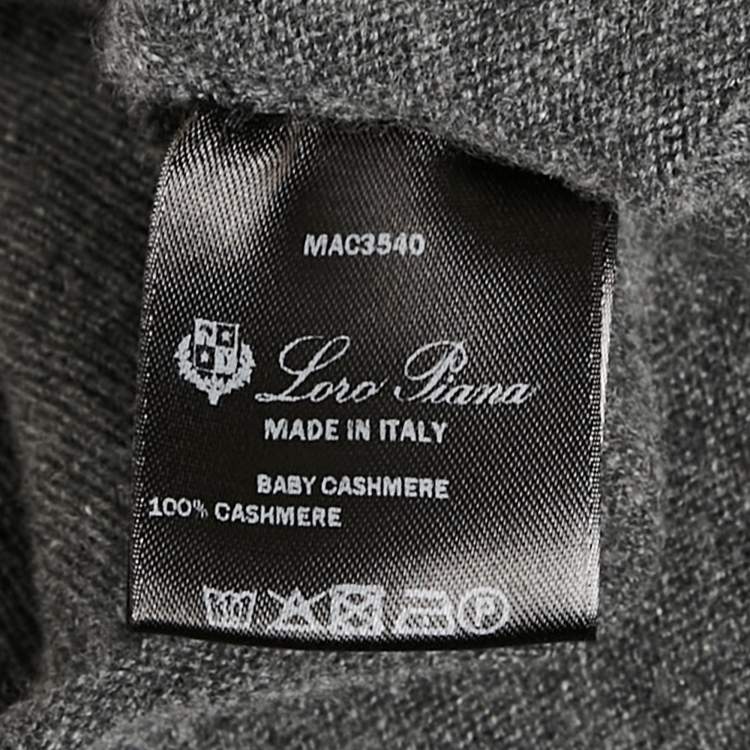 MAC3540
Loro Piana
MADE IN ITALY
BABY CASHMERE
100% CASHMERE
P